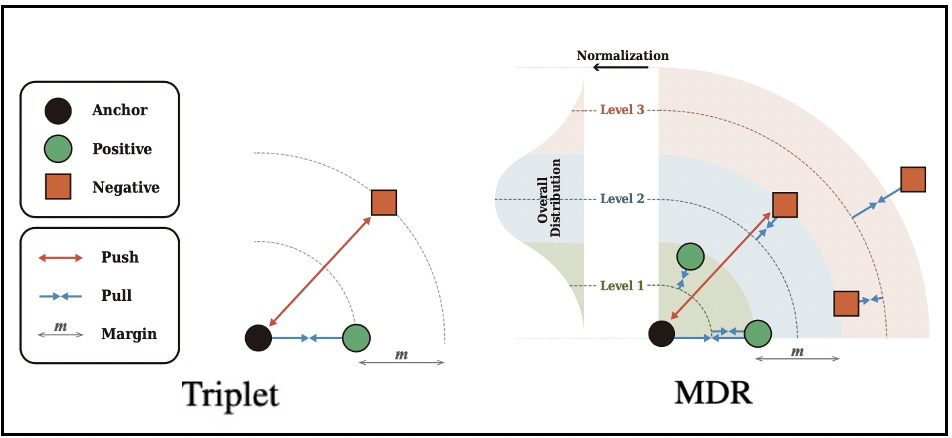 Anchor
Positive
Negative
Push
Pull
m
Margin
m
Triplet
Normalization
Level 3
Overall
Distribution
Level 2
Level 1
m
MDR